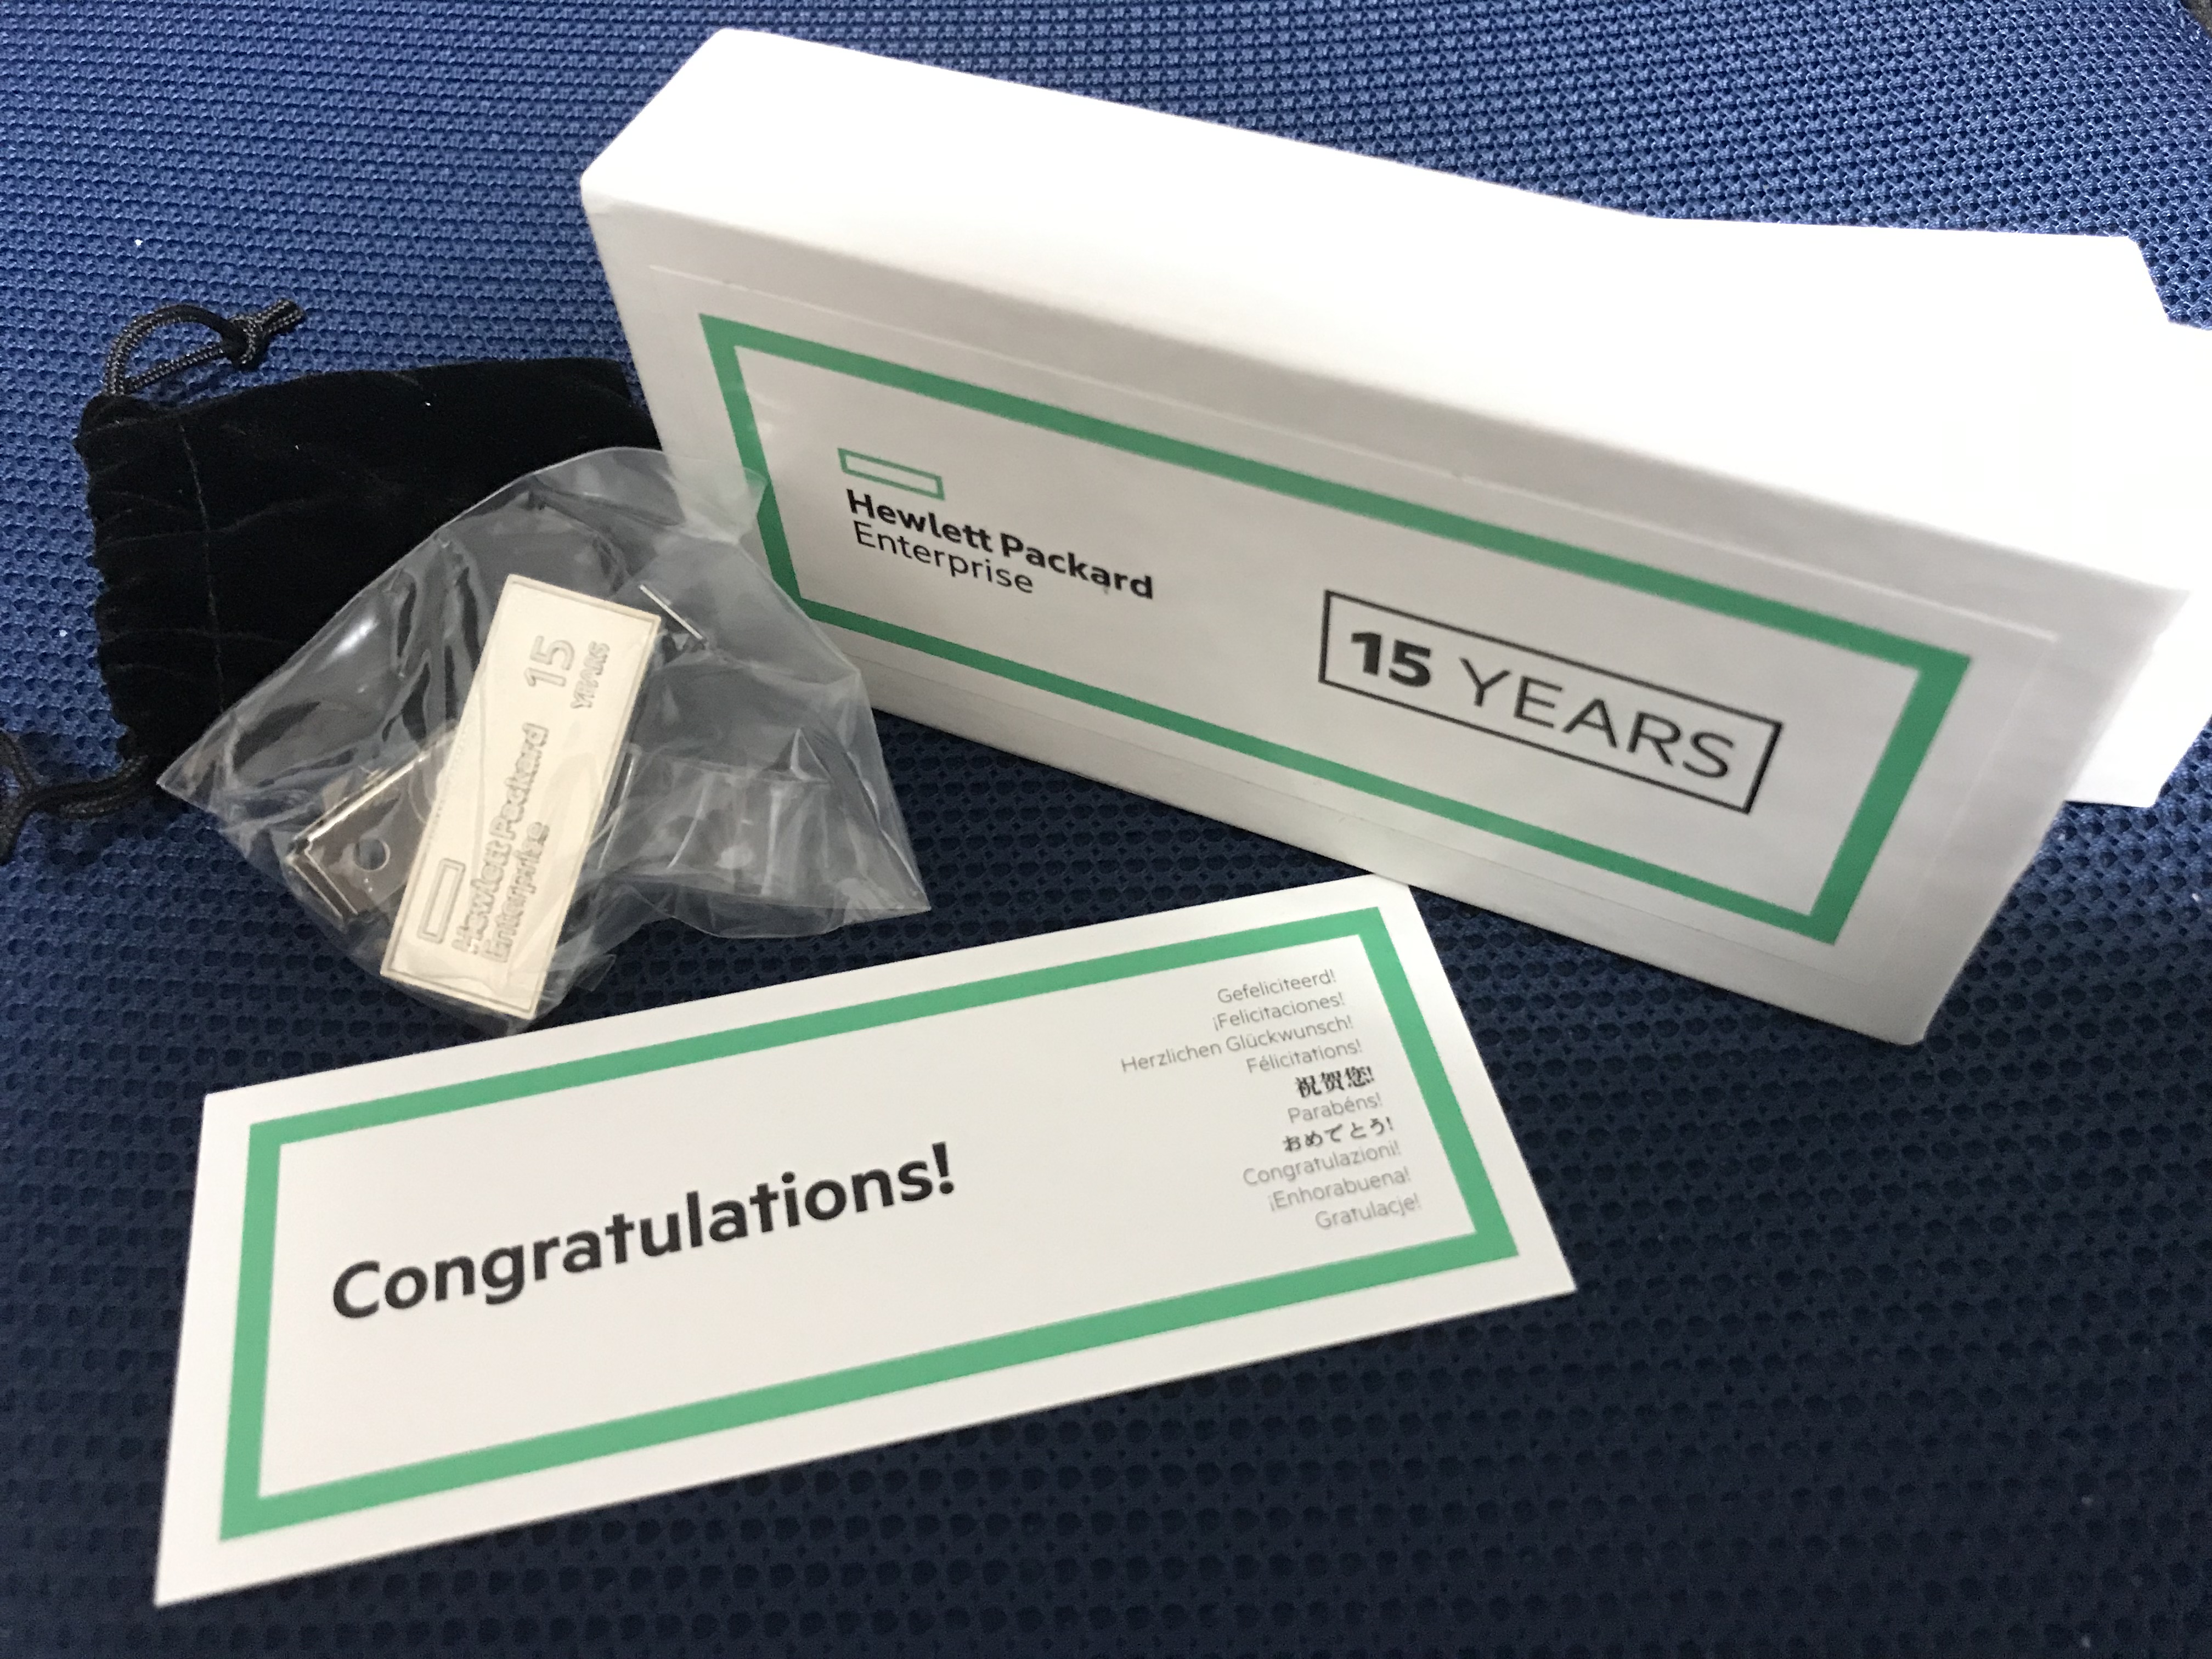 Hewlett Packard
Enterprise
15 YEARS
15
YEARS
Hewlett Packard
Enterprise
Congratulations!
Gefeliciteerd!
¡Felicitaciones!
Herzlichen Glückwunsch!
Félicitations!
祝贺您!
Parabéns!
おめでとう!
Congratulazioni!
¡Enhorabuena!
Gratulacje!